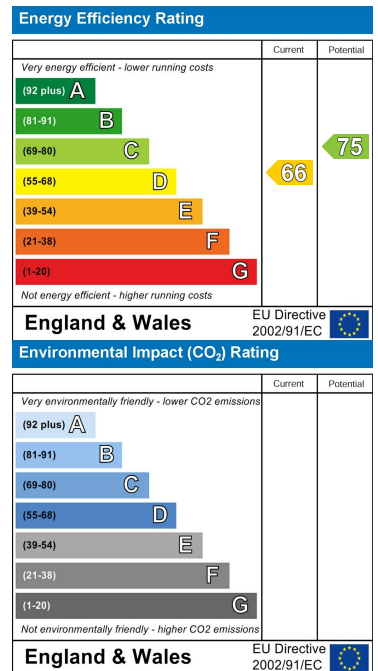 Energy Efficiency Rating
Current Potential
Very energy efficient - lower running costs
(92 plus) A
(81-91) B
(69-80) C
75
(55-68) D
66
(39-54) E
(21-38) F
(1-20) G
Not energy efficient - higher running costs
England & Wales
EU Directive
2002/91/EC
Environmental Impact (CO₂) Rating
Current Potential
Very environmentally friendly - lower CO2 emissions
(92 plus) A
(81-91) B
(69-80) C
(55-68) D
(39-54) E
(21-38) F
(1-20) G
Not environmentally friendly - higher CO2 emissions
England & Wales
EU Directive
2002/91/EC